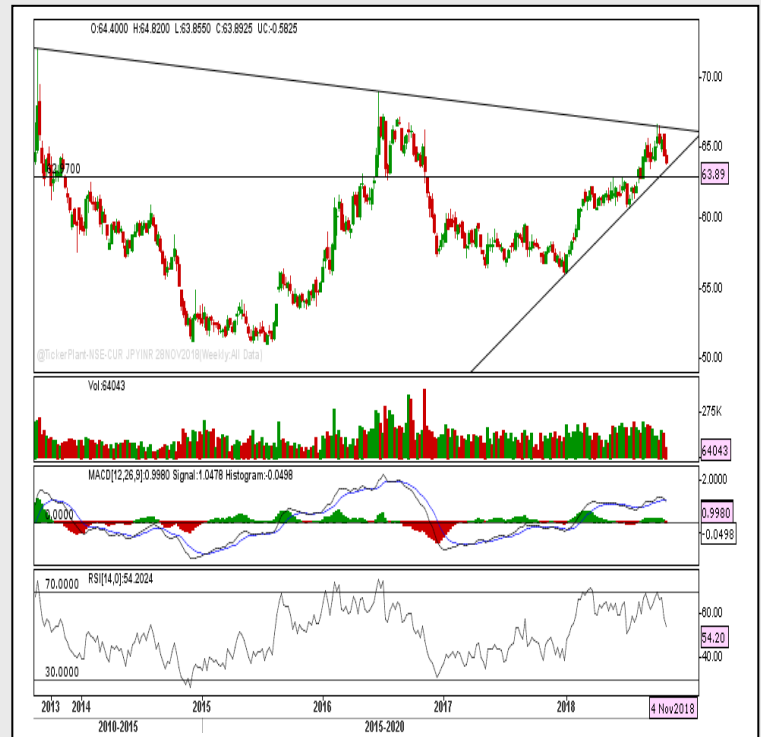 O:64.4000 H:64.8200 L:63.8550 C:63.8925 UC:-0.5825
70.00
65.00
63.89
60.00
55.00
50.00
@TickerPlant-NSE-CUR JPYINR 28NOV2018(Weekly:All Data)
Vol:64043
275K
64043
MACD[12,26,9]:0.9980 Signal:1.0478 Histogram:-0.0498
2.0000
0.0000
0.9980
-0.0498
RSI[14,0]:54.2024
70.0000
60.00
54.20
40.00
30.0000
2013 2014 2015 2016 2017 2018 4 Nov2018
2010-2015 2015-2020